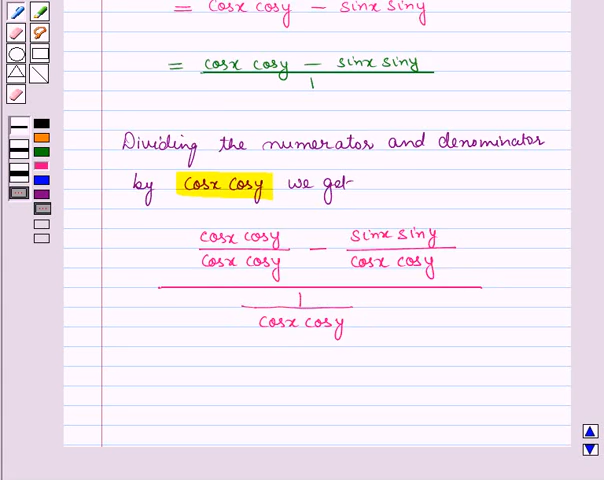 = cosx cosy − sinx siny
= cosx cosy − sinx siny
1
Dividing the numerator and denominator
by cosx cosy we get
cosx cosy − sinx siny
cosx cosy cosx cosy
1
cosx cosy